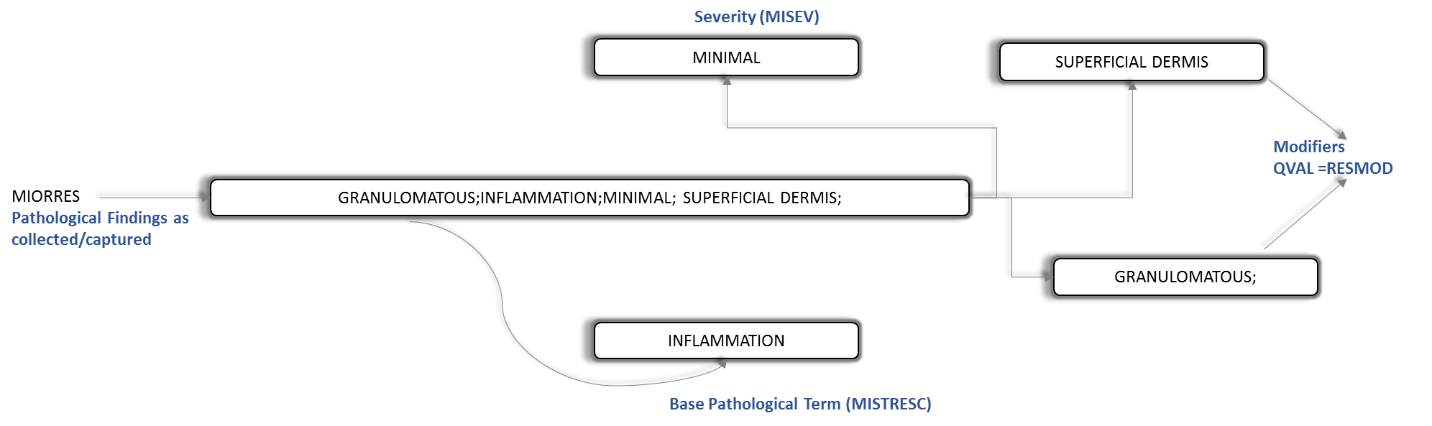 Severity (MISEV)
MINIMAL
SUPERFICIAL DERMIS
Modifiers
QVAL =RESMOD
MIORRES
Pathological Findings as
collected/captured
GRANULOMATOUS;INFLAMMATION;MINIMAL; SUPERFICIAL DERMIS;
GRANULOMATOUS;
INFLAMMATION
Base Pathological Term (MISTRESC)